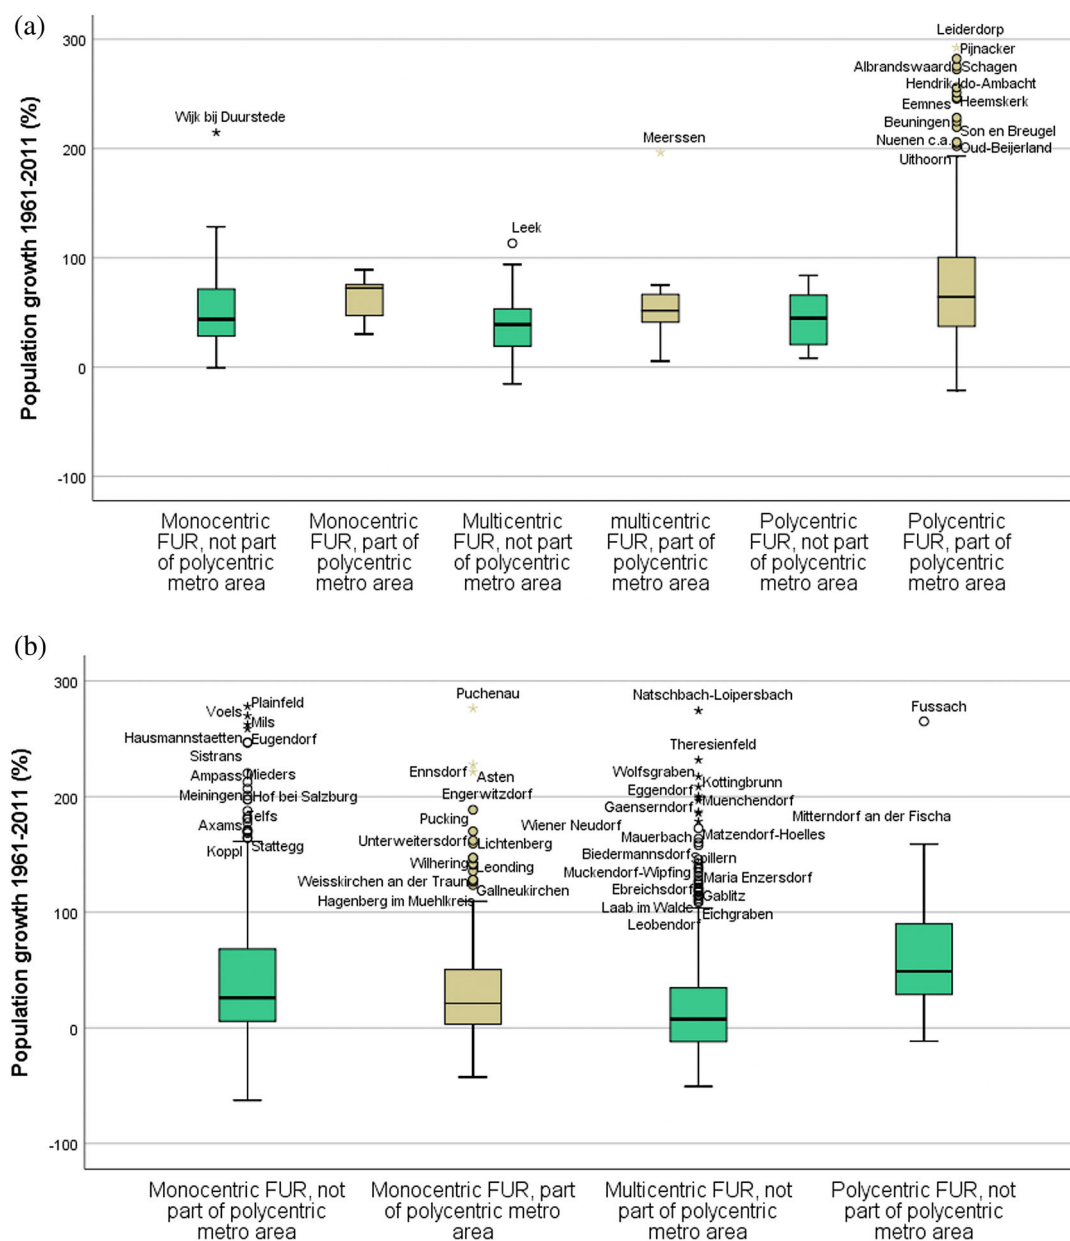 (a)
Population growth 1961-2011 (%)
300
200
100
0
-100
Wijk bij Duurstede
Leek
Meerssen
Leiderdorp
Pijnacker
Albrandswaard Schagen
Hendrik-Ido-Ambacht
Eemnes Heemskerk
Beuningen
Son en Breugel
Nuenen c.a. Oud-Beijerland
Uithoorn
Monocentric
FUR, not part
of polycentric
metro area
Monocentric
FUR, part of
polycentric
metro area
Multicentric
FUR, not part
of polycentric
metro area
multicentric
FUR, part of
polycentric
metro area
Polycentric
FUR, not part
of polycentric
metro area
Polycentric
FUR, part of
polycentric
metro area
(b)
Population growth 1961-2011 (%)
300
200
100
0
-100
Plainfeld
Voels
Mils
Hausmannstaetten Eugendorf
Sistrans
Ampass Mieders
Meiningen Hof bei Salzburg
Telfs
Axams
Stattegg
Koppl
Puchenau
Ennsdorf Asten
Engerwitzdorf
Pucking
Unterweitersdorf Lichtenberg
Wilhering Leonding
Weisskirchen an der Traun
Gallneukirchen
Hagenberg im Muehlkreis
Natschbach-Loipersbach
Theresienfeld
Wolfsgraben
Kottingbrunn
Eggendorf
Muenchendorf
Gaenserndorf
Wiener Neudorf
Mitterndorf an der Fischa
Mauerbach Matzendorf-Hoelles
Biedermannsdorf Spillern
Muckendorf-Wipfing Maria Enzersdorf
Ebreichsdorf Gablitz
Laab im Walde Eichgraben
Leobendorf
Fussach
Monocentric FUR, not
part of polycentric
metro area
Monocentric FUR, part
of polycentric metro
area
Multicentric FUR, not
part of polycentric
metro area
Polycentric FUR, not
part of polycentric
metro area